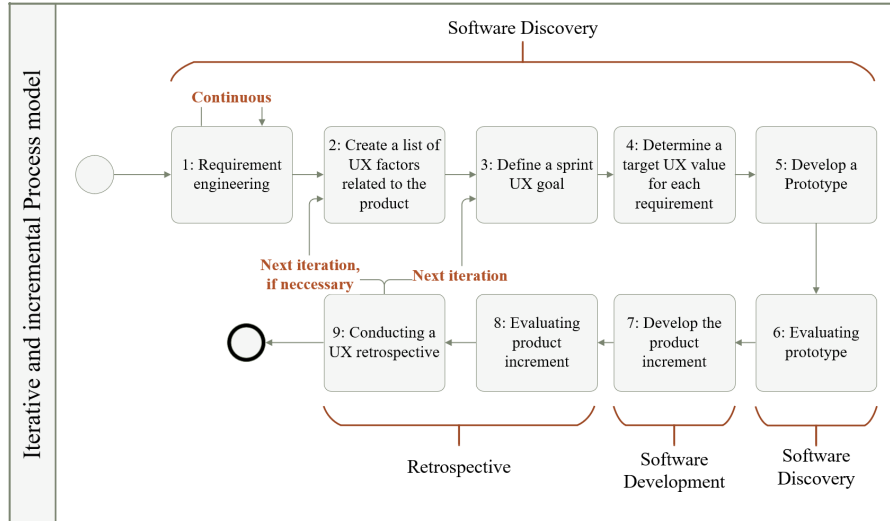 Iterative and incremental Process model
Software Discovery
Continuous
1: Requirement
engineering
2: Create a list of
UX factors
related to the
product
3: Define a sprint
UX goal
4: Determine a
target UX value
for each
requirement
5: Develop a
Prototype
Next iteration,
if neccessary
Next iteration
9: Conducting a
UX retrospective
8: Evaluating
product
increment
7: Develop the
product
increment
6: Evaluating
prototype
Retrospective
Software
Development
Software
Discovery